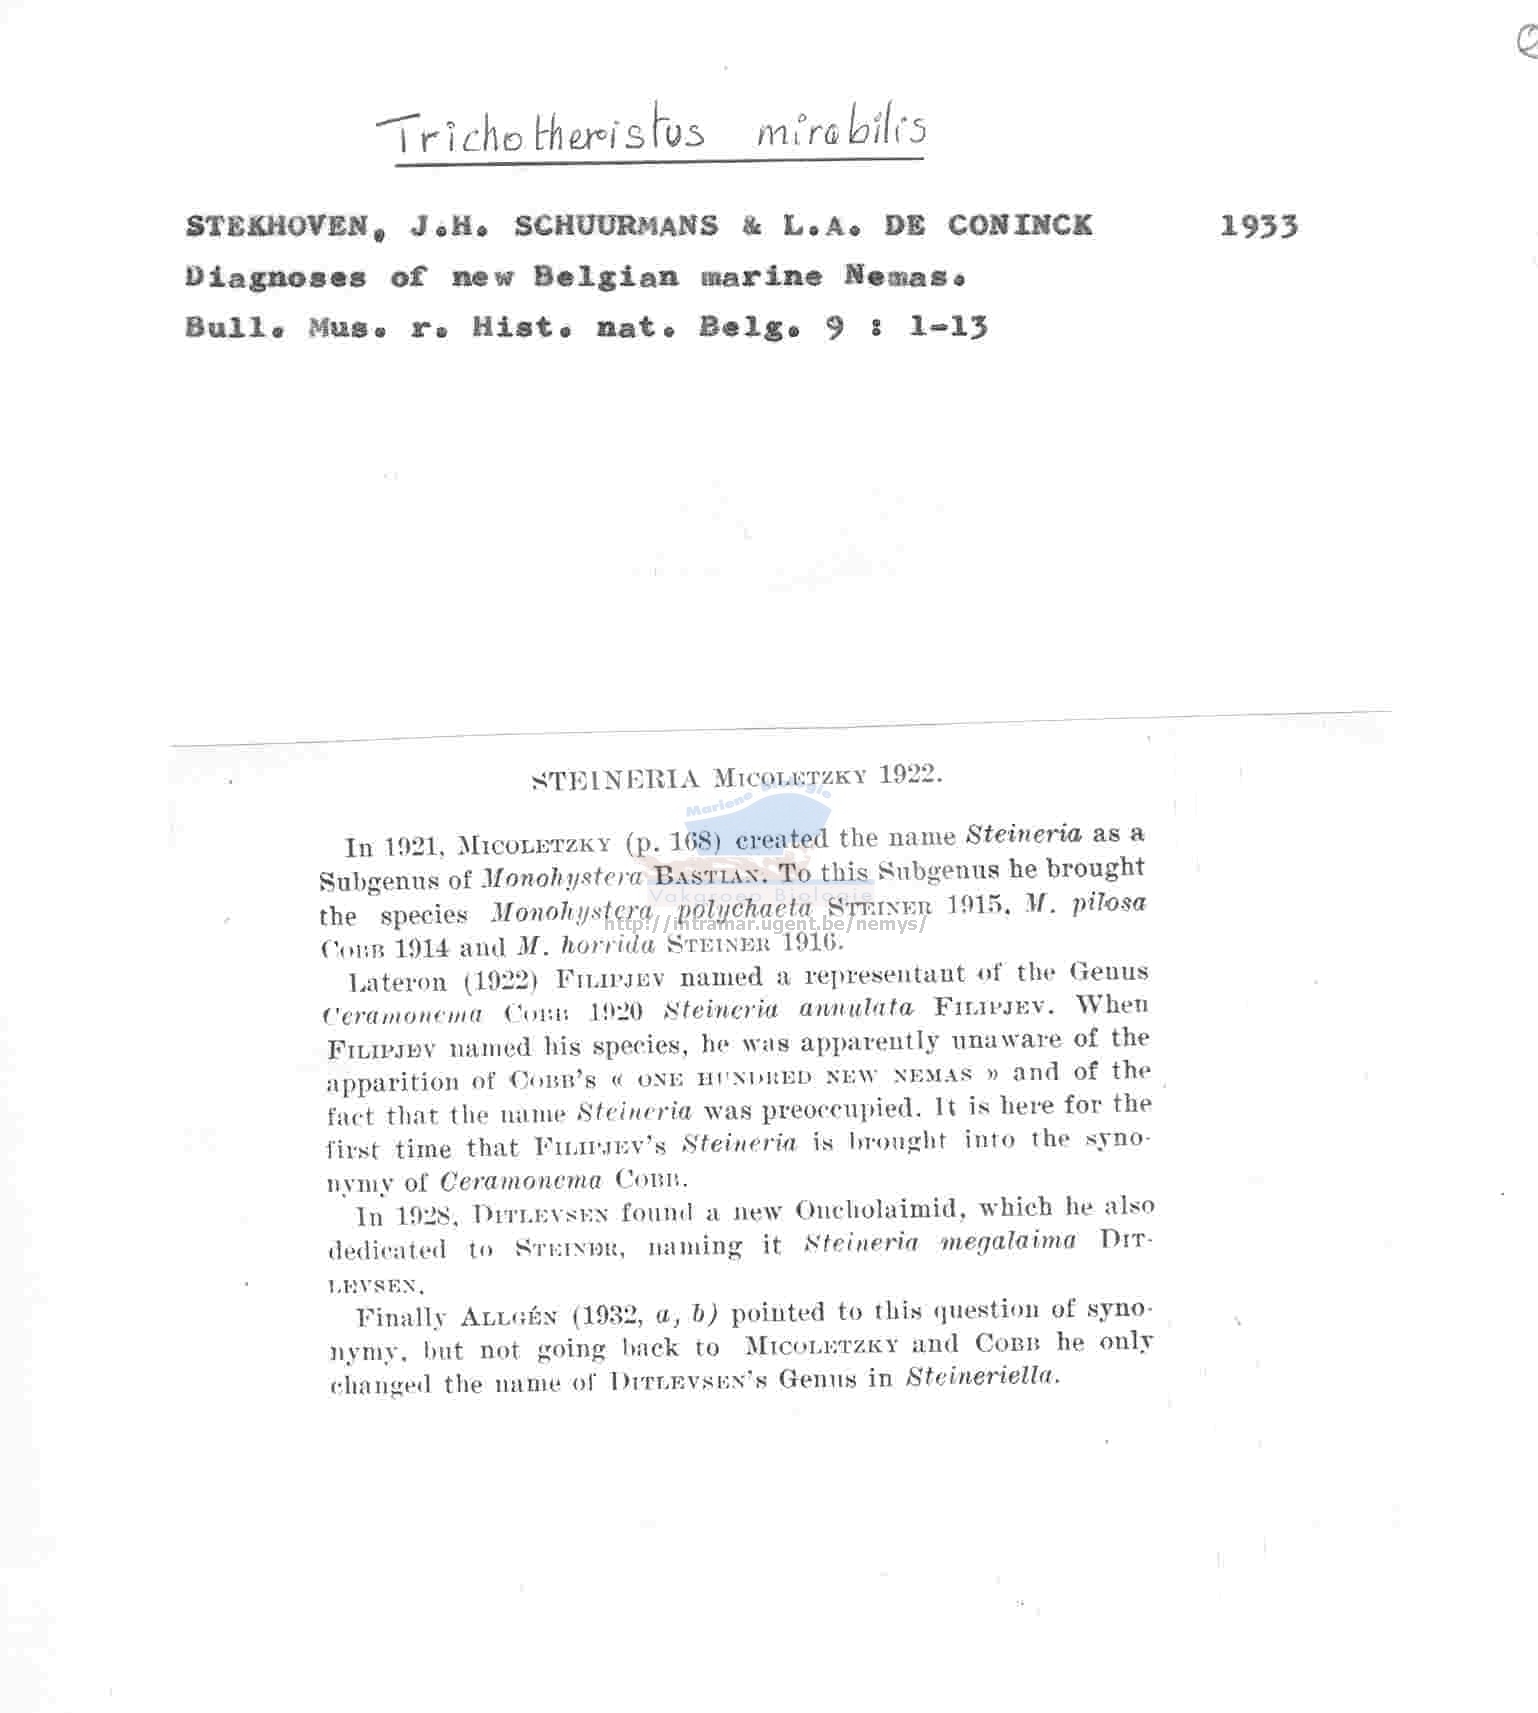 Trichotheristus mirabilis
STEKHOVEN, J.H. SCHUURMANS & L.A. DE CONINCK 1933
Diagnoses of new Belgian marine Nemas.
Bull. Mus. r. Hist. nat. Belg. 9 : 1-13
STEINERIA MICOLETZKY 1922.
Mariene Biologie
In 1921, MICOLETZKY (p. 168) created the name Steineria as a
Subgenus of Monohystera BASTIAN. To this Subgenus he brought
Vakgroep Biologie
the species Monohystera polychaeta STEINER 1915, M. pilosa
http://intramar.ugent.be/nemys/
COBB 1914 and M. horrida STEINER 1916.
Lateron (1922) FILIPJEV named a representant of the Genus
Ceramonema COBB 1920 Steineria annulata FILIPJEV. When
FILIPJEV named his species, he was apparently unaware of the
apparition of COBB's « ONE HUNDRED NEW NEMAS » and of the
fact that the name Steineria was preoccupied. It is here for the
first time that FILIPJEV's Steineria is brought into the syno-
nymy of Ceramonema COBB.
In 1928, DITLEVSEN found a new Oncholaimid, which he also
dedicated to STEINER, naming it Steineria megalaima DIT-
LEVSEN.
Finally ALLGÉN (1932, a, b) pointed to this question of syno-
nymy, but not going back to MICOLETZKY and COBB he only
changed the name of DITLEVSEN's Genus in Steineriella.